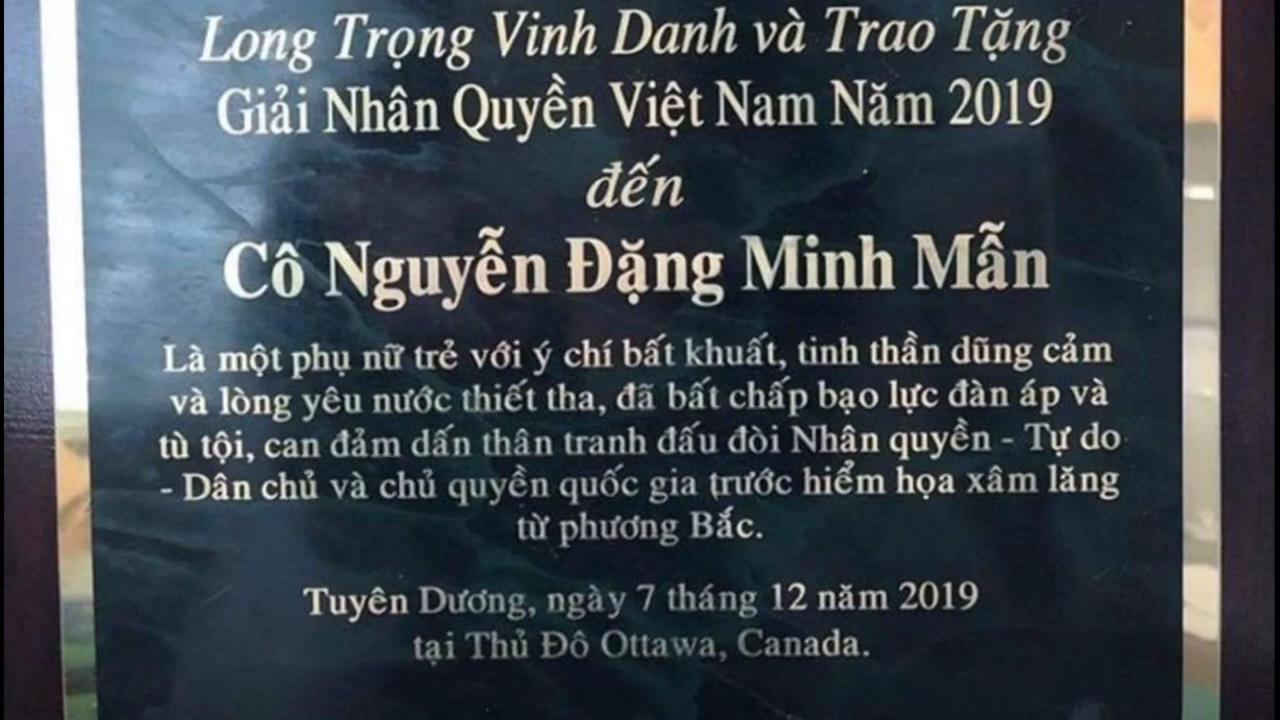 Long Trọng Vinh Danh và Trao Tặng
Giải Nhân Quyền Việt Nam Năm 2019
đến
Cô Nguyễn Đặng Minh Mẫn
Là một phụ nữ trẻ với ý chí bất khuất, tinh thần dũng cảm
và lòng yêu nước thiết tha, đã bất chấp bạo lực đàn áp và
tù tội, can đảm dấn thân tranh đấu đòi Nhân quyền - Tự do
- Dân chủ và chủ quyền quốc gia trước hiểm họa xâm lăng
từ phương Bắc.
Tuyên Dương, ngày 7 tháng 12 năm 2019
tại Thủ Đô Ottawa, Canada.